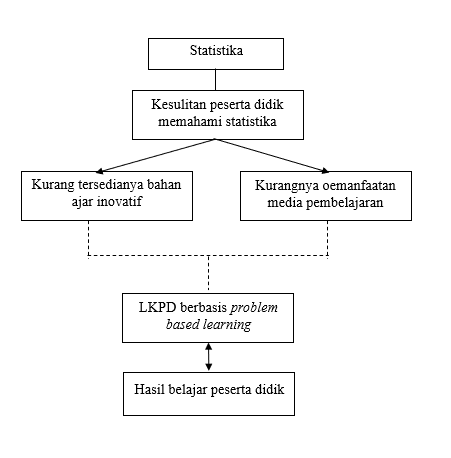 Statistika
Kesulitan peserta didik
memahami statistika
Kurang tersedianya bahan
ajar inovatif
Kurangnya oemanfaatan
media pembelajaran
LKPD berbasis problem
based learning
Hasil belajar peserta didik